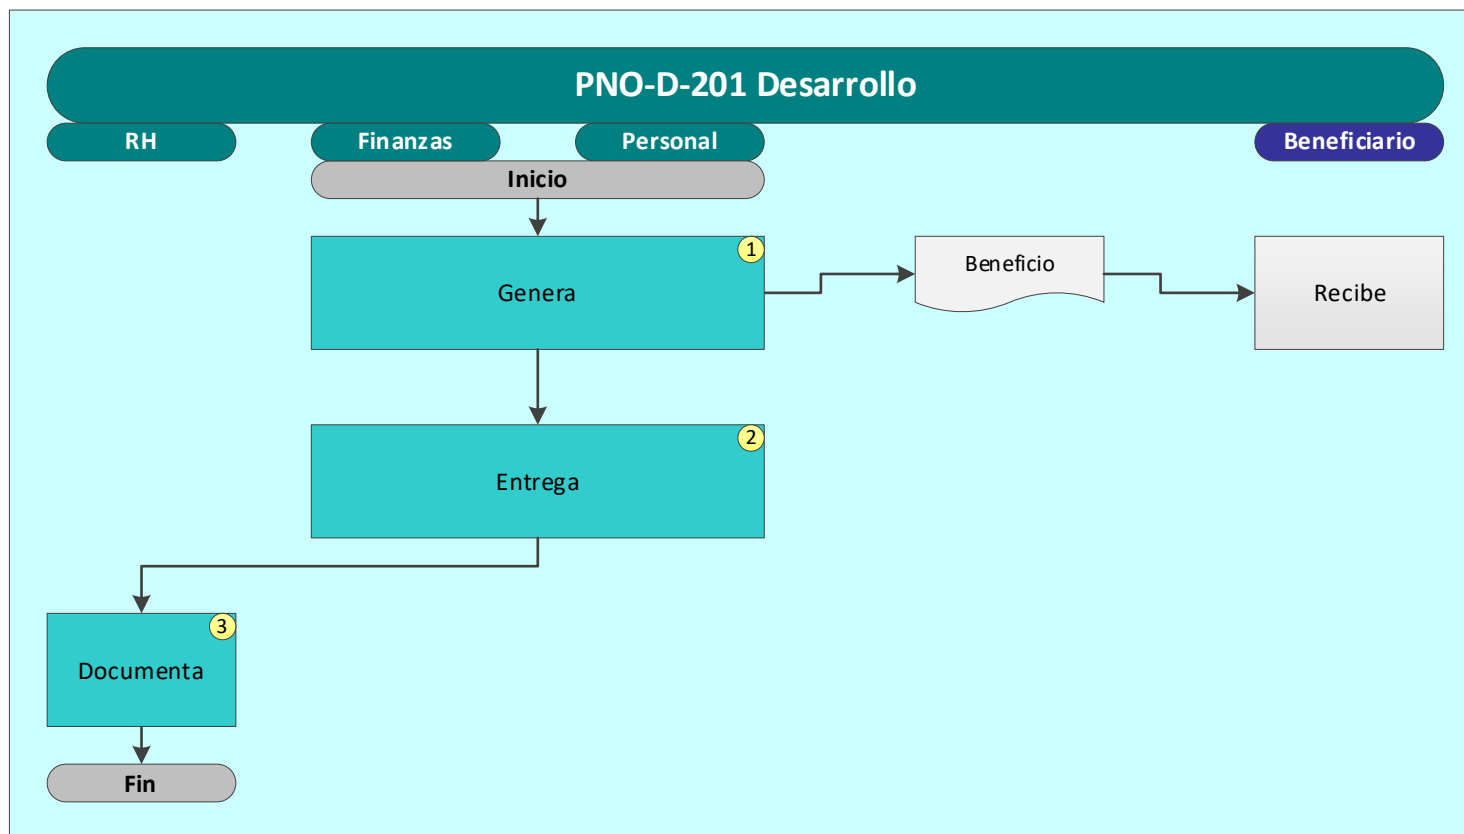 PNO-D-201 Desarrollo
RH
Finanzas
Personal
Beneficiario
Inicio
1
Genera
Beneficio
Recibe
2
Entrega
3
Documenta
Fin